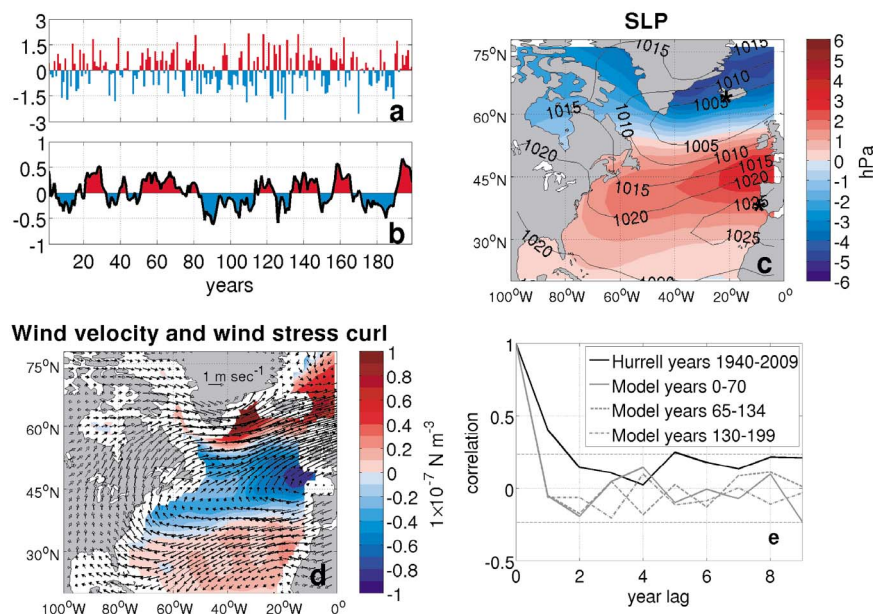 3
1.5
0
-1.5
-3
a
1
0.5
0
-0.5
-1
b
20 40 60 80 100 120 140 160 180
years
SLP
75°N
60°N
45°N
30°N
100°W 80°W 60°W 40°W 20°W 0°
1015
1015
1010
1005
1015
1010
1005
1020
1010
1015
1015
1020
1020
1025
1020
1025
1020
c
6
5
4
3
2
1
0
-1
-2
-3
-4
-5
-6
hPa
Wind velocity and wind stress curl
75°N
60°N
45°N
30°N
100°W 80°W 60°W 40°W 20°W 0°
1 m sec⁻¹
d
1
0.8
0.6
0.4
0.2
0
-0.2
-0.4
-0.6
-0.8
-1
1×10⁻⁷ N m⁻³
1
0.5
0
-0.5
correlation
Hurrell years 1940-2009
Model years 0-70
Model years 65-134
Model years 130-199
e
0 2 4 6 8
year lag